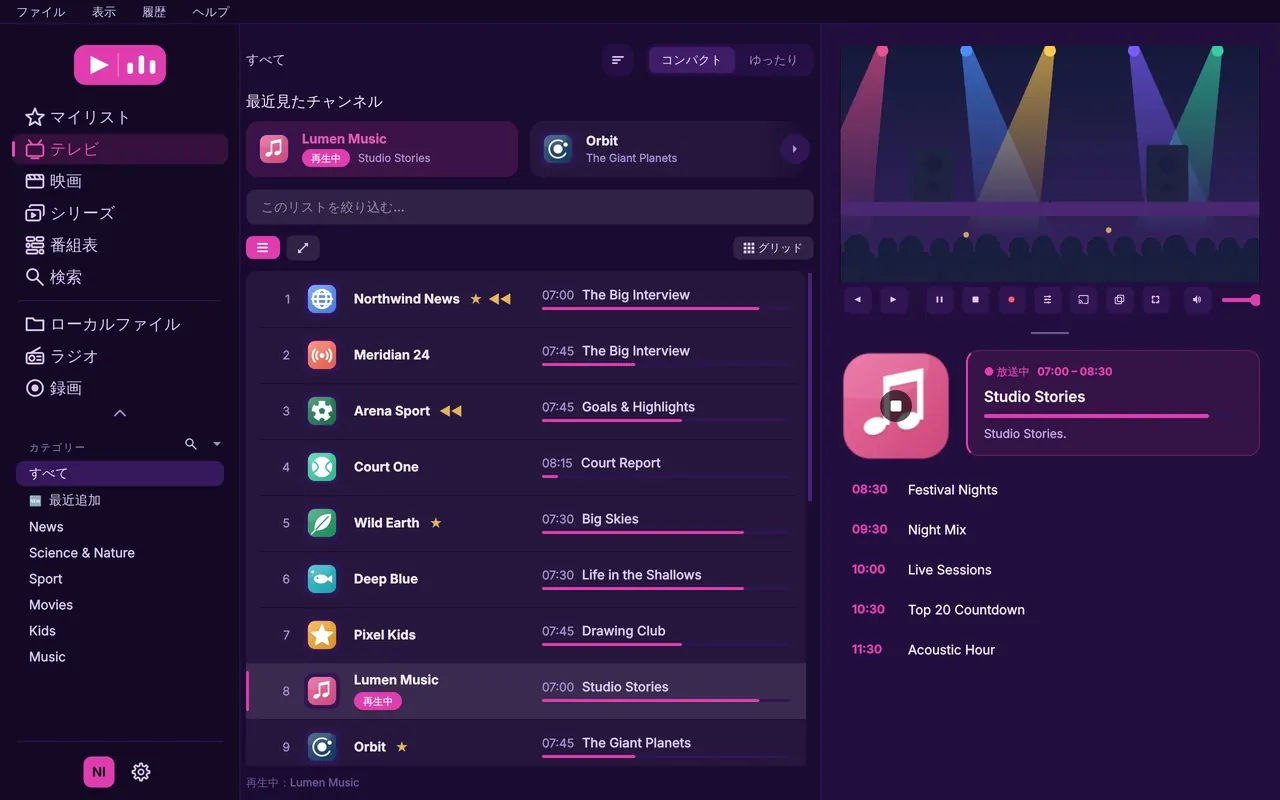 ファイル 表示 履歴 ヘルプ
マイリスト
テレビ
映画
シリーズ
番組表
検索
ローカルファイル
ラジオ
録画
カテゴリー
すべて
最近追加
News
Science & Nature
Sport
Movies
Kids
Music
NI
すべて
コンパクト ゆったり
最近見たチャンネル
Lumen Music
再生中 Studio Stories
Orbit
The Giant Planets
このリストを絞り込む...
グリッド
1 Northwind News 07:00 The Big Interview
2 Meridian 24 07:45 The Big Interview
3 Arena Sport 07:45 Goals & Highlights
4 Court One 08:15 Court Report
5 Wild Earth 07:30 Big Skies
6 Deep Blue 07:30 Life in the Shallows
7 Pixel Kids 07:45 Drawing Club
8 Lumen Music 07:00 Studio Stories
再生中
9 Orbit 07:45 The Giant Planets
再生中：Lumen Music
放送中 07:00 – 08:30
Studio Stories
Studio Stories.
08:30 Festival Nights
09:30 Night Mix
10:00 Live Sessions
10:30 Top 20 Countdown
11:30 Acoustic Hour